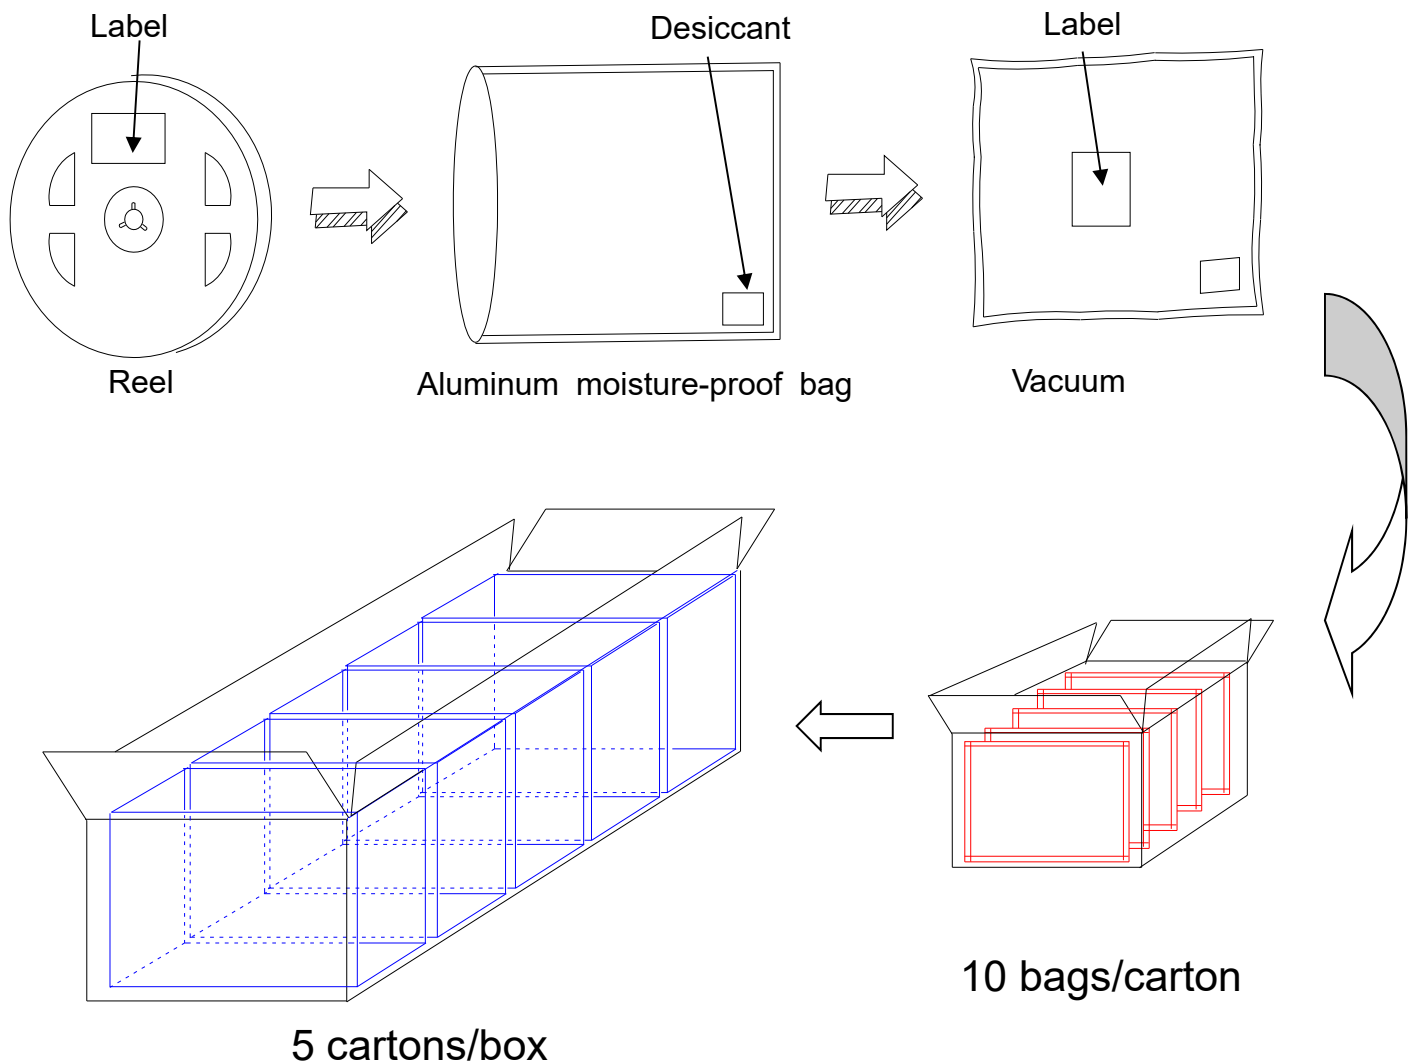 Label
Desiccant
Label
Reel
Aluminum moisture-proof bag
Vacuum
10 bags/carton
5 cartons/box